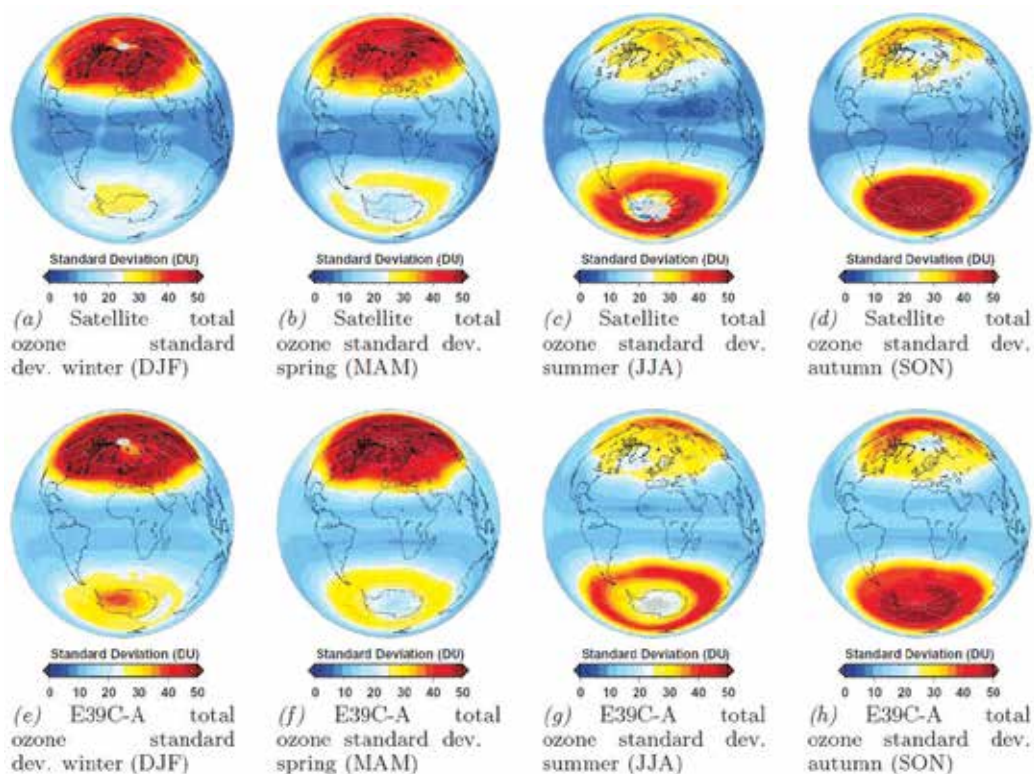 Standard Deviation (DU)
0 10 20 30 40 50
(a) Satellite total
ozone standard
dev. winter (DJF)
Standard Deviation (DU)
0 10 20 30 40 50
(b) Satellite total
ozone standard dev.
spring (MAM)
Standard Deviation (DU)
0 10 20 30 40 50
(c) Satellite total
ozone standard dev.
summer (JJA)
Standard Deviation (DU)
0 10 20 30 40 50
(d) Satellite total
ozone standard dev.
autumn (SON)
Standard Deviation (DU)
0 10 20 30 40 50
(e) E39C-A total
ozone standard
dev. winter (DJF)
Standard Deviation (DU)
0 10 20 30 40 50
(f) E39C-A total
ozone standard dev.
spring (MAM)
Standard Deviation (DU)
0 10 20 30 40 50
(g) E39C-A total
ozone standard dev.
summer (JJA)
Standard Deviation (DU)
0 10 20 30 40 50
(h) E39C-A total
ozone standard dev.
autumn (SON)